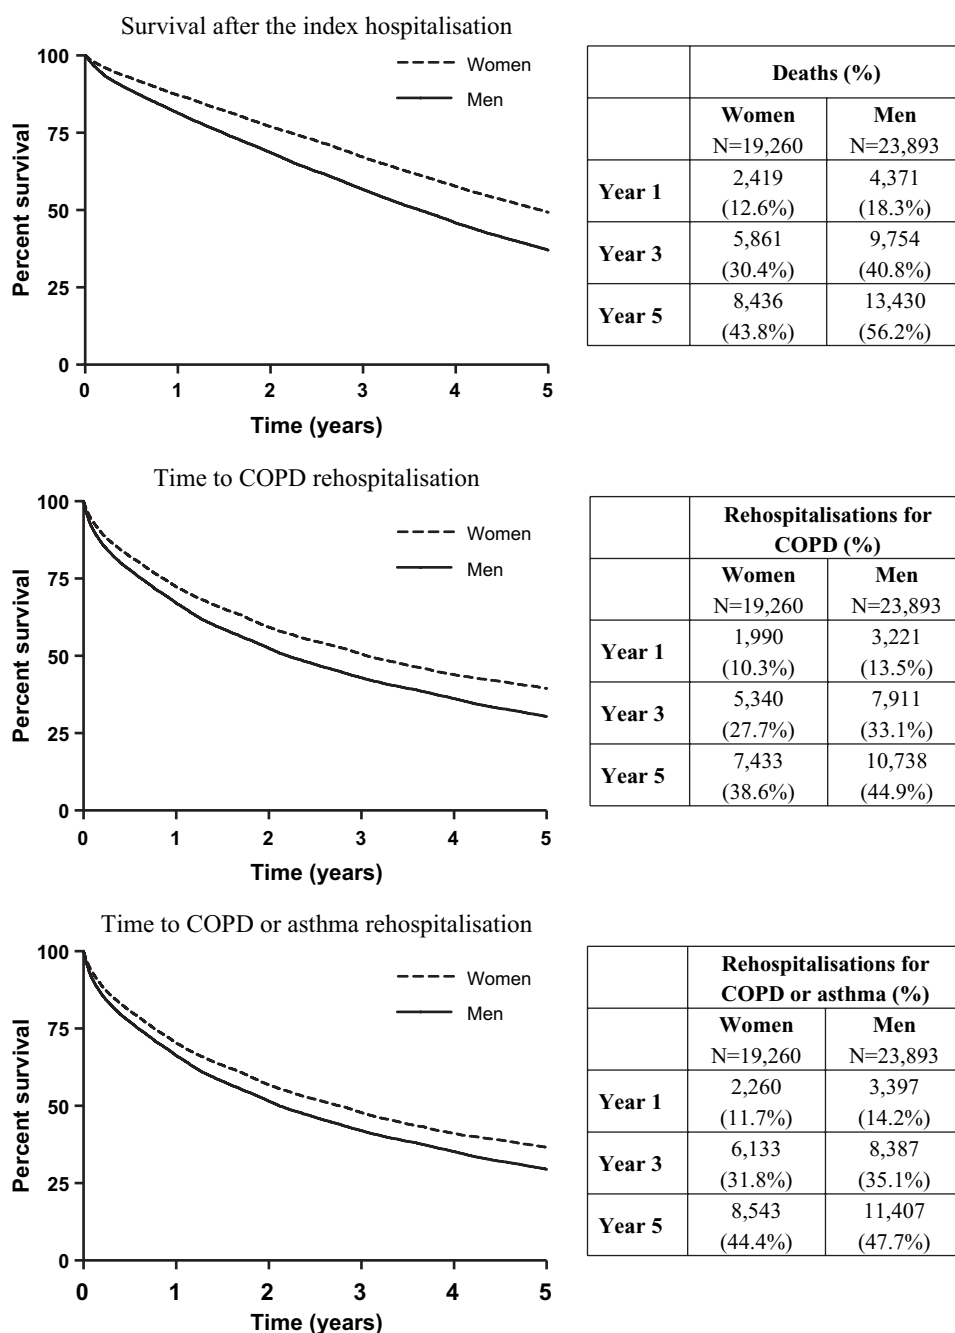 Survival after the index hospitalisation
100
75
50
25
0
Percent survival
Women
Men
0 1 2 3 4 5
Time (years)
Deaths (%)
Women Men
N=19,260 N=23,893
Year 1
2,419 4,371
(12.6%) (18.3%)
Year 3
5,861 9,754
(30.4%) (40.8%)
Year 5
8,436 13,430
(43.8%) (56.2%)
Time to COPD rehospitalisation
100
75
50
25
0
Percent survival
Women
Men
0 1 2 3 4 5
Time (years)
Rehospitalisations for
COPD (%)
Women Men
N=19,260 N=23,893
Year 1
1,990 3,221
(10.3%) (13.5%)
Year 3
5,340 7,911
(27.7%) (33.1%)
Year 5
7,433 10,738
(38.6%) (44.9%)
Time to COPD or asthma rehospitalisation
100
75
50
25
0
Percent survival
Women
Men
0 1 2 3 4 5
Time (years)
Rehospitalisations for
COPD or asthma (%)
Women Men
N=19,260 N=23,893
Year 1
2,260 3,397
(11.7%) (14.2%)
Year 3
6,133 8,387
(31.8%) (35.1%)
Year 5
8,543 11,407
(44.4%) (47.7%)